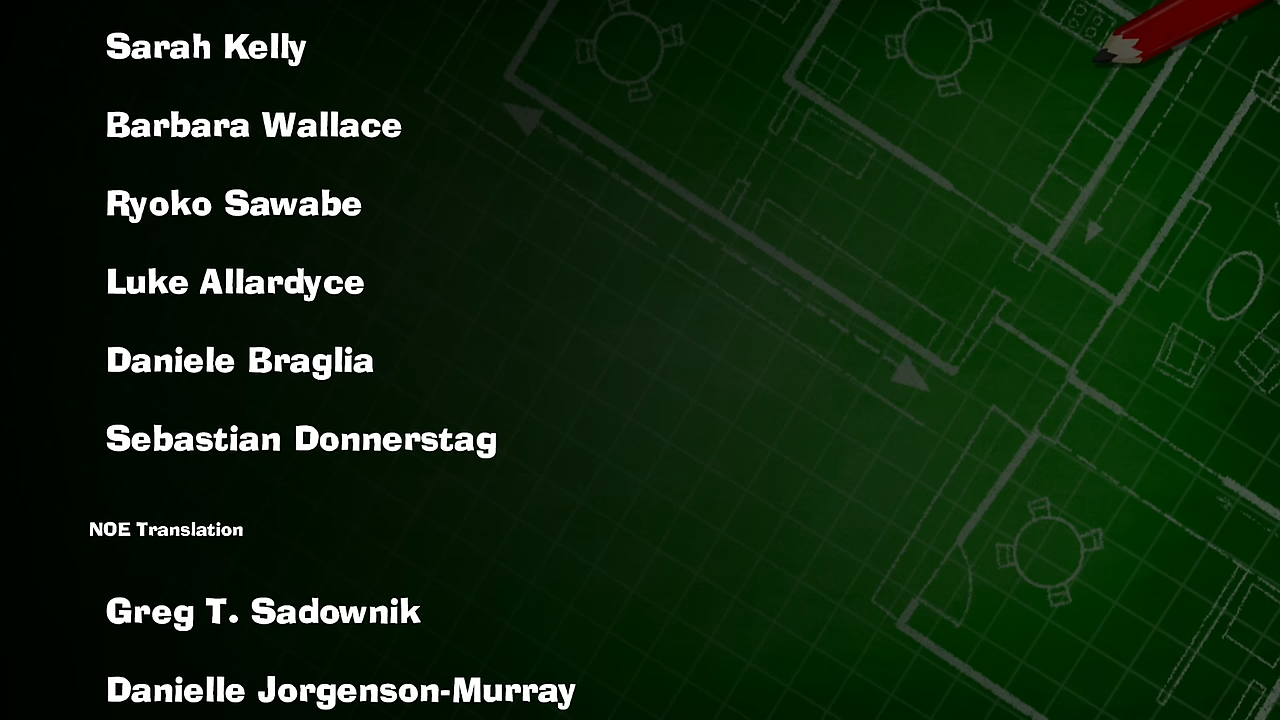 Sarah Kelly
Barbara Wallace
Ryoko Sawabe
Luke Allardyce
Daniele Braglia
Sebastian Donnerstag
NOE Translation
Greg T. Sadownik
Danielle Jorgenson-Murray